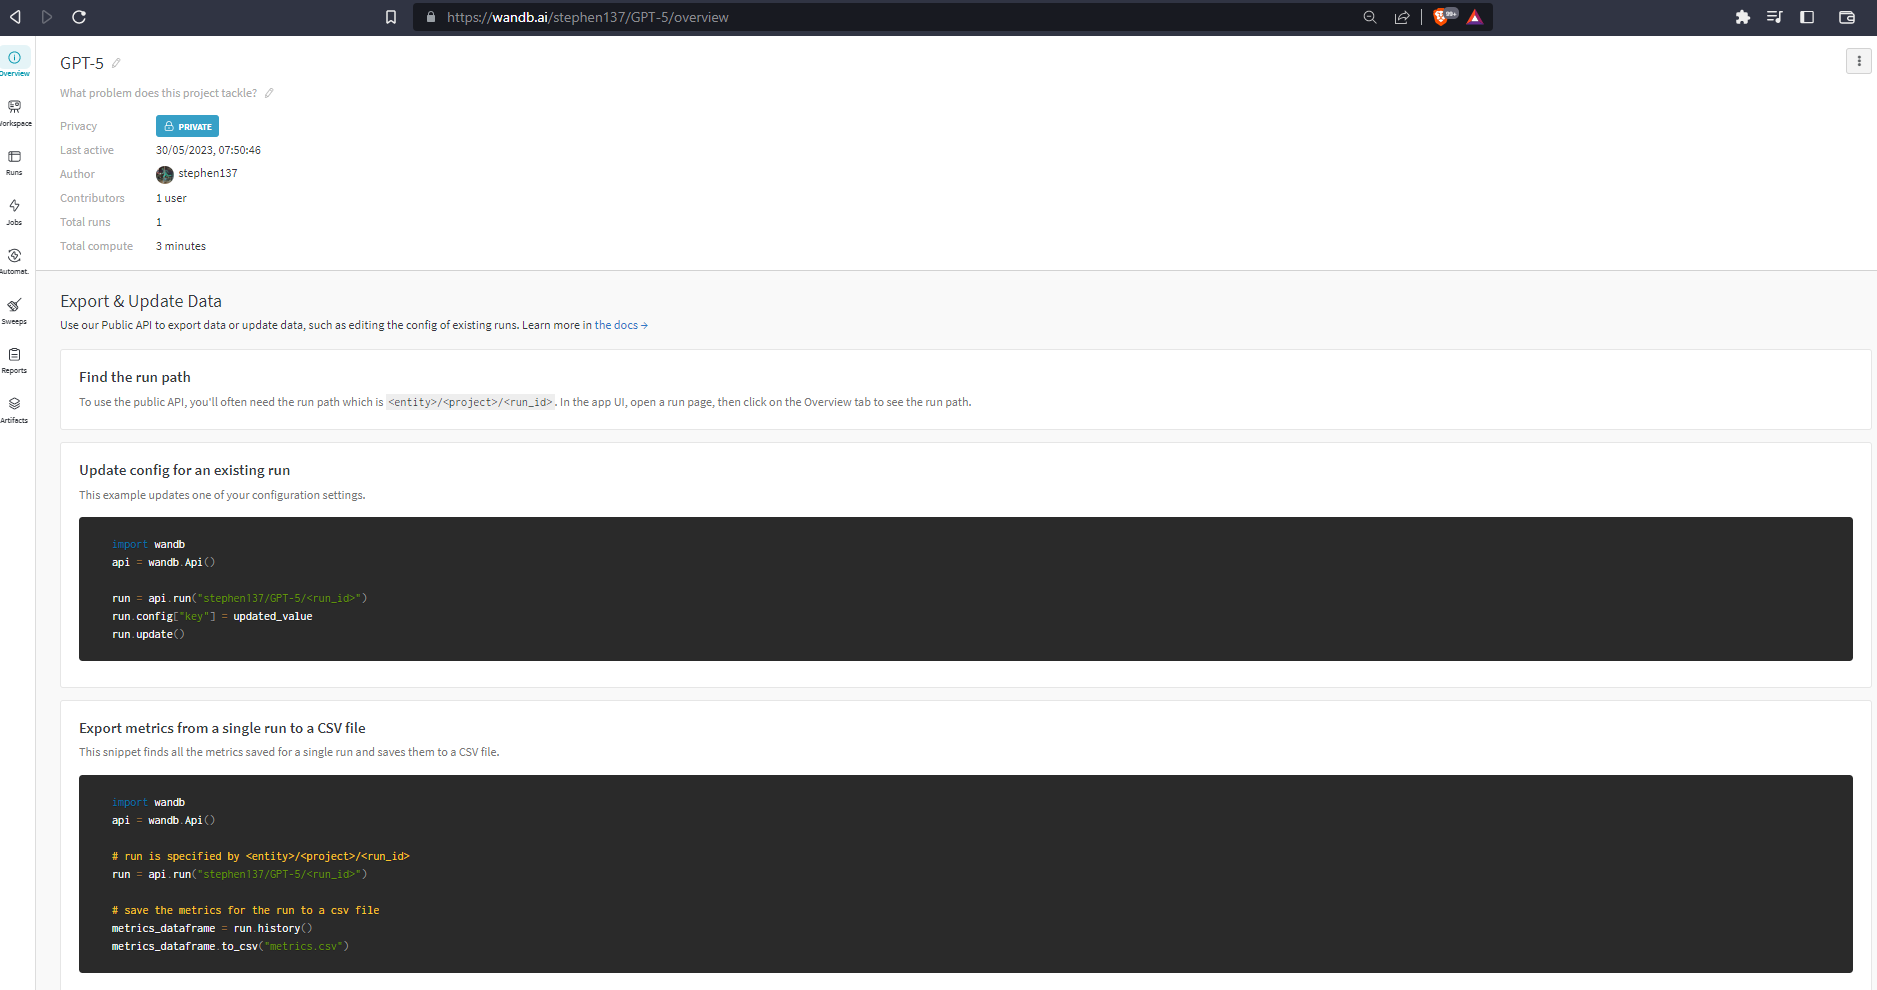 https://wandb.ai/stephen137/GPT-5/overview
99+
Overview
Workspace
Runs
Jobs
Automat.
Sweeps
Reports
Artifacts
GPT-5
What problem does this project tackle?
Privacy PRIVATE
Last active 30/05/2023, 07:50:46
Author stephen137
Contributors 1 user
Total runs 1
Total compute 3 minutes
Export & Update Data
Use our Public API to export data or update data, such as editing the config of existing runs. Learn more in the docs →
Find the run path
To use the public API, you'll often need the run path which is <entity>/<project>/<run_id>. In the app UI, open a run page, then click on the Overview tab to see the run path.
Update config for an existing run
This example updates one of your configuration settings.
import wandb
api = wandb.Api()
run = api.run("stephen137/GPT-5/<run_id>")
run.config["key"] = updated_value
run.update()
Export metrics from a single run to a CSV file
This snippet finds all the metrics saved for a single run and saves them to a CSV file.
import wandb
api = wandb.Api()
# run is specified by <entity>/<project>/<run_id>
run = api.run("stephen137/GPT-5/<run_id>")
# save the metrics for the run to a csv file
metrics_dataframe = run.history()
metrics_dataframe.to_csv("metrics.csv")